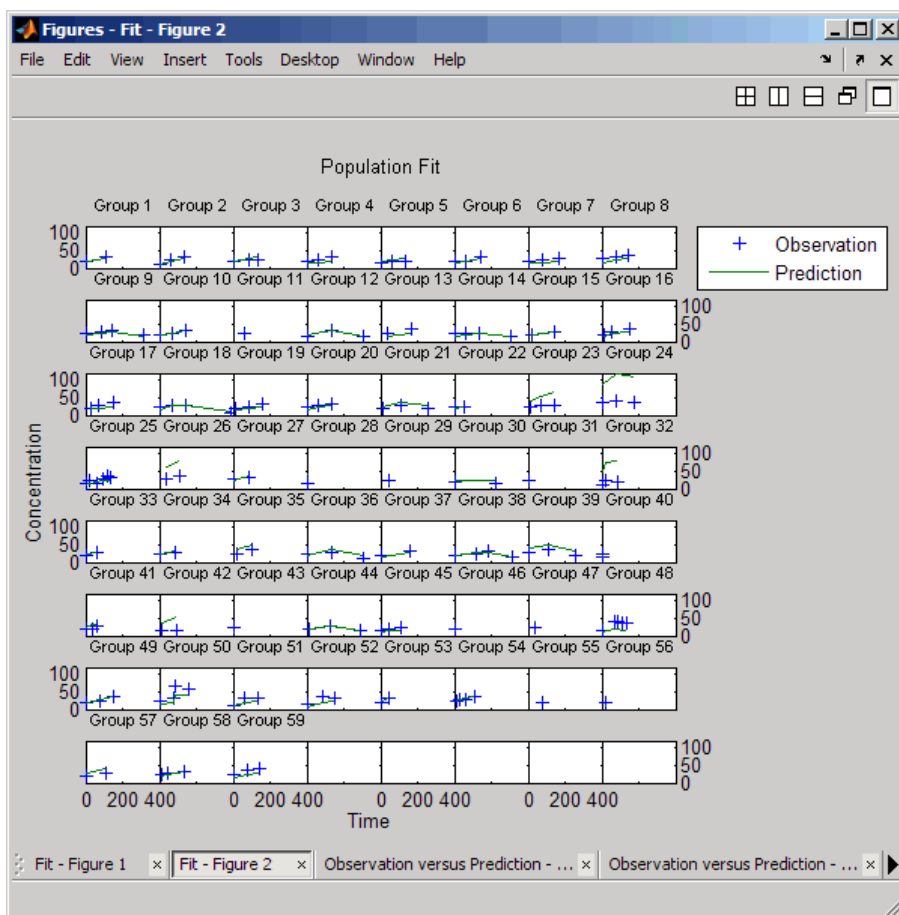 Figures - Fit - Figure 2
File Edit View Insert Tools Desktop Window Help
Population Fit
Group 1 Group 2 Group 3 Group 4 Group 5 Group 6 Group 7 Group 8
100
50
0
Observation
Prediction
Group 9 Group 10 Group 11 Group 12 Group 13 Group 14 Group 15 Group 16
100
50
0
Group 17 Group 18 Group 19 Group 20 Group 21 Group 22 Group 23 Group 24
100
50
0
Group 25 Group 26 Group 27 Group 28 Group 29 Group 30 Group 31 Group 32
100
50
0
Group 33 Group 34 Group 35 Group 36 Group 37 Group 38 Group 39 Group 40
100
50
0
Group 41 Group 42 Group 43 Group 44 Group 45 Group 46 Group 47 Group 48
100
50
0
Group 49 Group 50 Group 51 Group 52 Group 53 Group 54 Group 55 Group 56
100
50
0
Group 57 Group 58 Group 59
100
50
0
0 200 400 0 200 400 0 200 400 0 200 400
Concentration
Time
Fit - Figure 1 Fit - Figure 2 Observation versus Prediction - ... Observation versus Prediction - ...